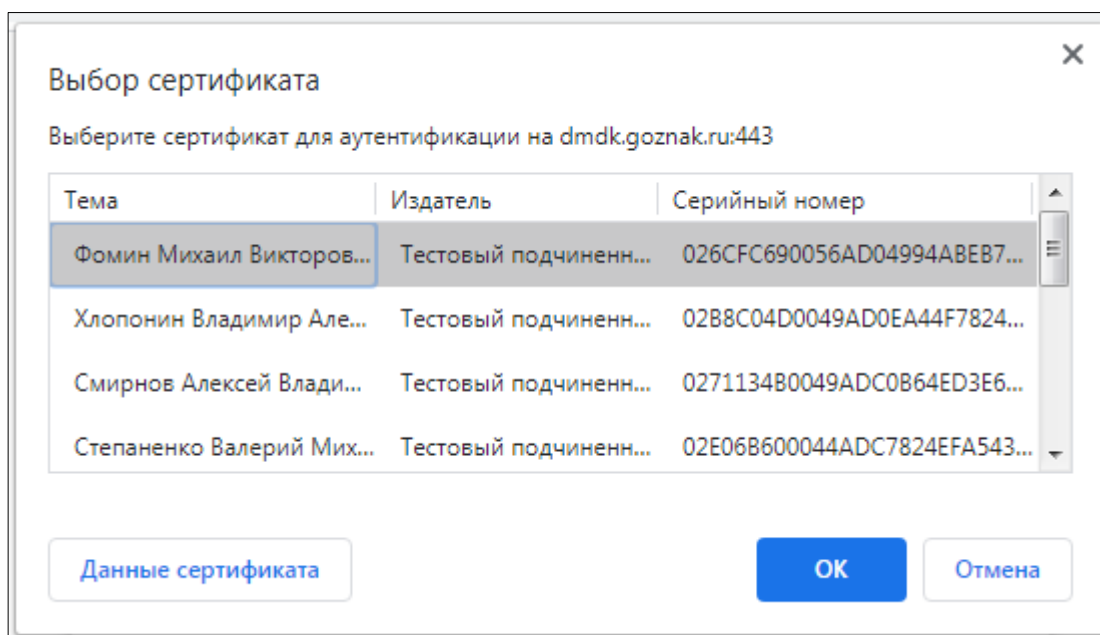 Выбор сертификата
Выберите сертификат для аутентификации на dmdk.goznak.ru:443
Тема Издатель Серийный номер
Фомин Михаил Викторов... Тестовый подчиненн... 026CFC690056AD04994ABEB7...
Хлопонин Владимир Але... Тестовый подчиненн... 02B8C04D0049AD0EA44F7824...
Смирнов Алексей Влади... Тестовый подчиненн... 0271134B0049ADC0B64ED3E6...
Степаненко Валерий Мих... Тестовый подчиненн... 02E06B600044ADC7824EFA543...
Данные сертификата ОК Отмена